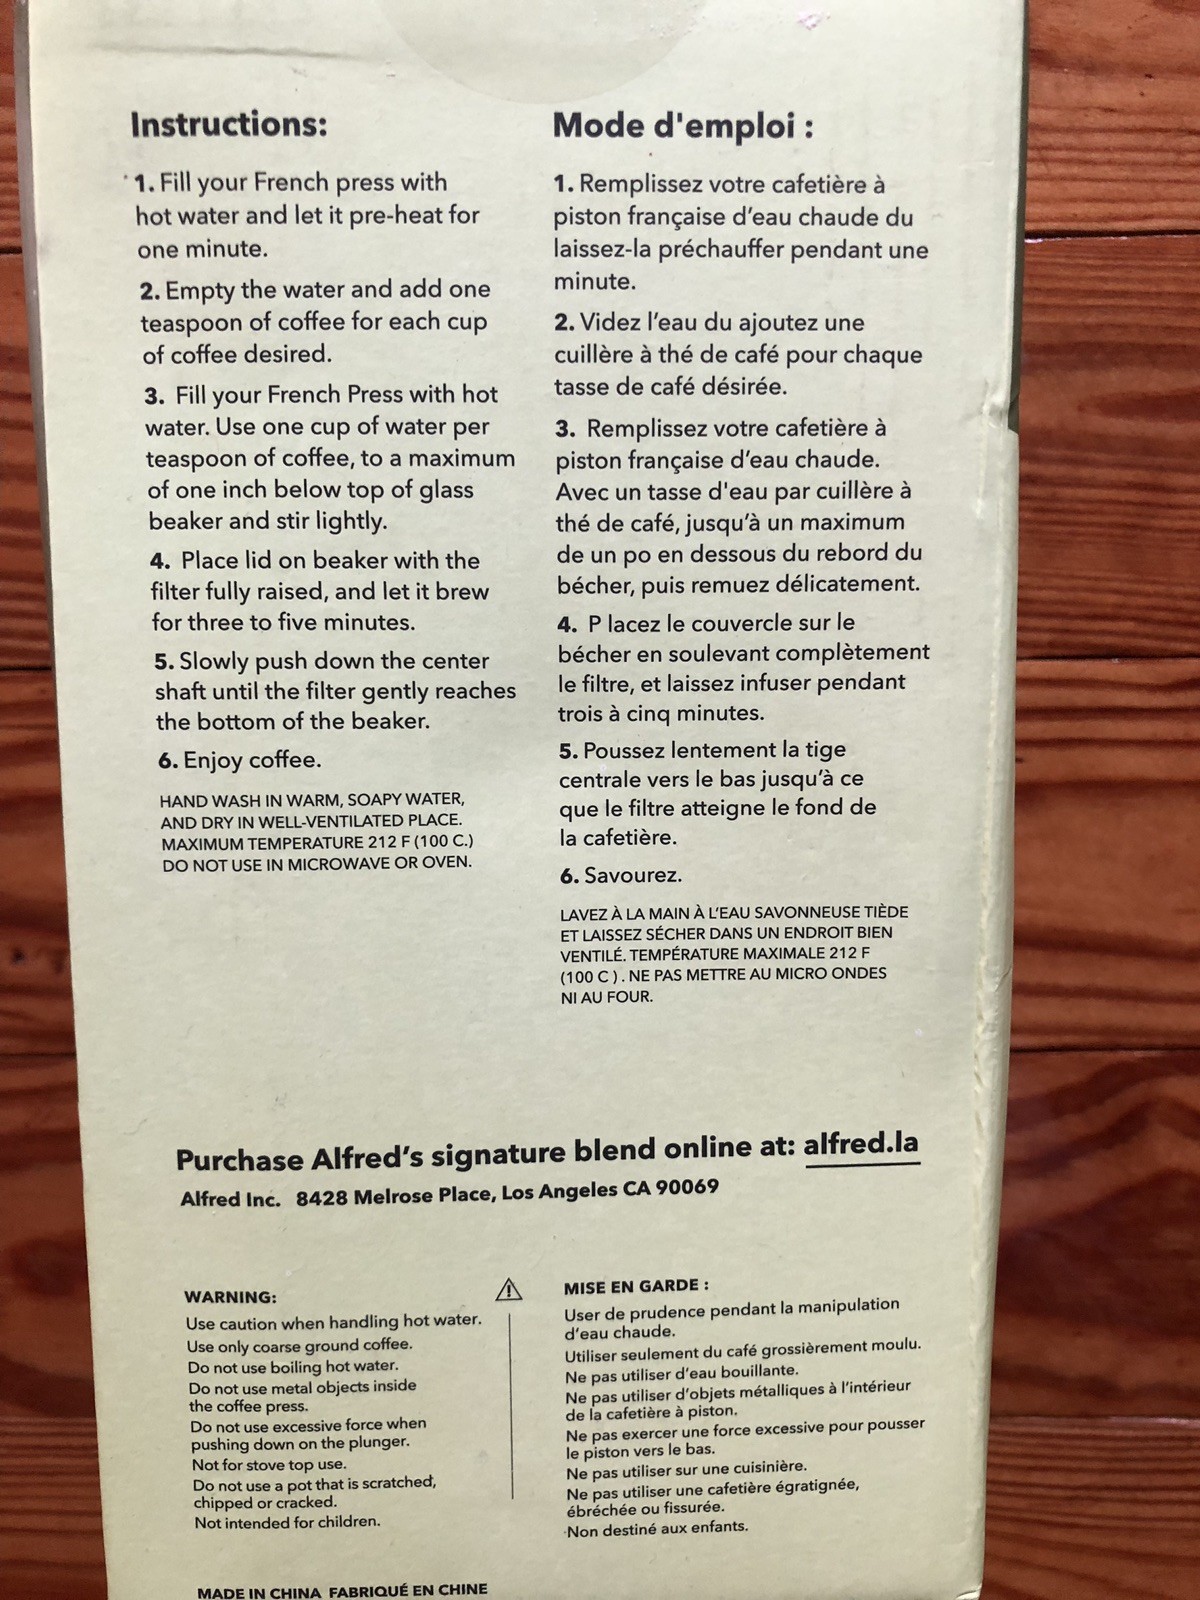 Instructions:
1. Fill your French press with
hot water and let it pre-heat for
one minute.
2. Empty the water and add one
teaspoon of coffee for each cup
of coffee desired.
3. Fill your French Press with hot
water. Use one cup of water per
teaspoon of coffee, to a maximum
of one inch below top of glass
beaker and stir lightly.
4. Place lid on beaker with the
filter fully raised, and let it brew
for three to five minutes.
5. Slowly push down the center
shaft until the filter gently reaches
the bottom of the beaker.
6. Enjoy coffee.
HAND WASH IN WARM, SOAPY WATER,
AND DRY IN WELL-VENTILATED PLACE.
MAXIMUM TEMPERATURE 212 F (100 C.)
DO NOT USE IN MICROWAVE OR OVEN.
Mode d'emploi :
1. Remplissez votre cafetière à
piston française d'eau chaude du
laissez-la préchauffer pendant une
minute.
2. Videz l'eau du ajoutez une
cuillère à thé de café pour chaque
tasse de café désirée.
3. Remplissez votre cafetière à
piston française d'eau chaude.
Avec un tasse d'eau par cuillère à
thé de café, jusqu'à un maximum
de un po en dessous du rebord du
bécher, puis remuez délicatement.
4. P lacez le couvercle sur le
bécher en soulevant complètement
le filtre, et laissez infuser pendant
trois à cinq minutes.
5. Poussez lentement la tige
centrale vers le bas jusqu'à ce
que le filtre atteigne le fond de
la cafetière.
6. Savourez.
LAVEZ À LA MAIN À L'EAU SAVONNEUSE TIÈDE
ET LAISSEZ SÉCHER DANS UN ENDROIT BIEN
VENTILÉ. TEMPÉRATURE MAXIMALE 212 F
(100 C ) . NE PAS METTRE AU MICRO ONDES
NI AU FOUR.
Purchase Alfred's signature blend online at: alfred.la
Alfred Inc. 8428 Melrose Place, Los Angeles CA 90069
WARNING:
Use caution when handling hot water.
Use only coarse ground coffee.
Do not use boiling hot water.
Do not use metal objects inside
the coffee press.
Do not use excessive force when
pushing down on the plunger.
Not for stove top use.
Do not use a pot that is scratched,
chipped or cracked.
Not intended for children.
MISE EN GARDE :
User de prudence pendant la manipulation
d'eau chaude.
Utiliser seulement du café grossièrement moulu.
Ne pas utiliser d'eau bouillante.
Ne pas utiliser d'objets métalliques à l'intérieur
de la cafetière à piston.
Ne pas exercer une force excessive pour pousser
le piston vers le bas.
Ne pas utiliser sur une cuisinière.
Ne pas utiliser une cafetière égratignée,
ébréchée ou fissurée.
Non destiné aux enfants.
MADE IN CHINA FABRIQUÉ EN CHINE